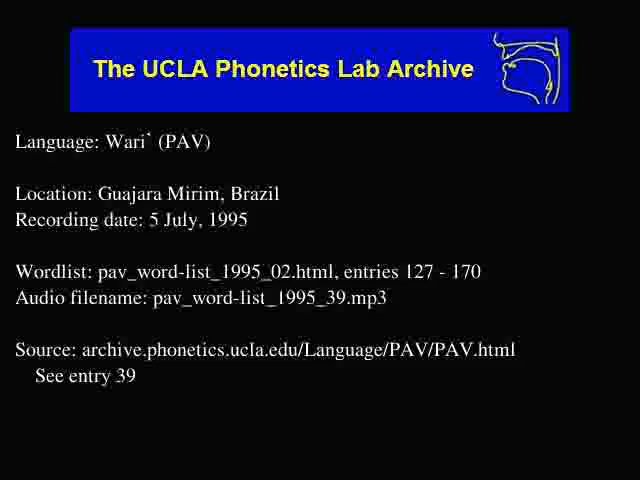 The UCLA Phonetics Lab Archive
Language: Wari` (PAV)
Location: Guajara Mirim, Brazil
Recording date: 5 July, 1995
Wordlist: pav_word-list_1995_02.html, entries 127 - 170
Audio filename: pav_word-list_1995_39.mp3
Source: archive.phonetics.ucla.edu/Language/PAV/PAV.html
See entry 39